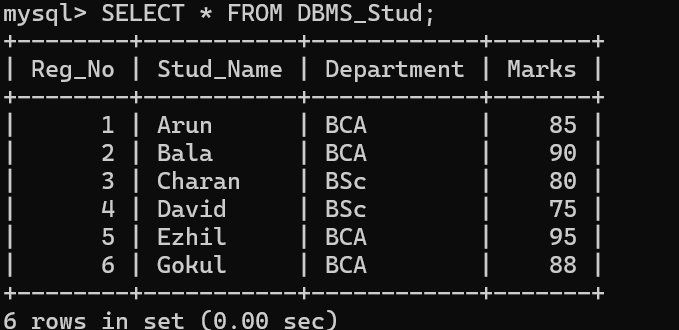 mysql> SELECT * FROM DBMS_Stud;
+--------+-----------+------------+-------+
| Reg_No | Stud_Name | Department | Marks |
+--------+-----------+------------+-------+
|      1 | Arun      | BCA        |    85 |
|      2 | Bala      | BCA        |    90 |
|      3 | Charan    | BSc        |    80 |
|      4 | David     | BSc        |    75 |
|      5 | Ezhil     | BCA        |    95 |
|      6 | Gokul     | BCA        |    88 |
+--------+-----------+------------+-------+
6 rows in set (0.00 sec)